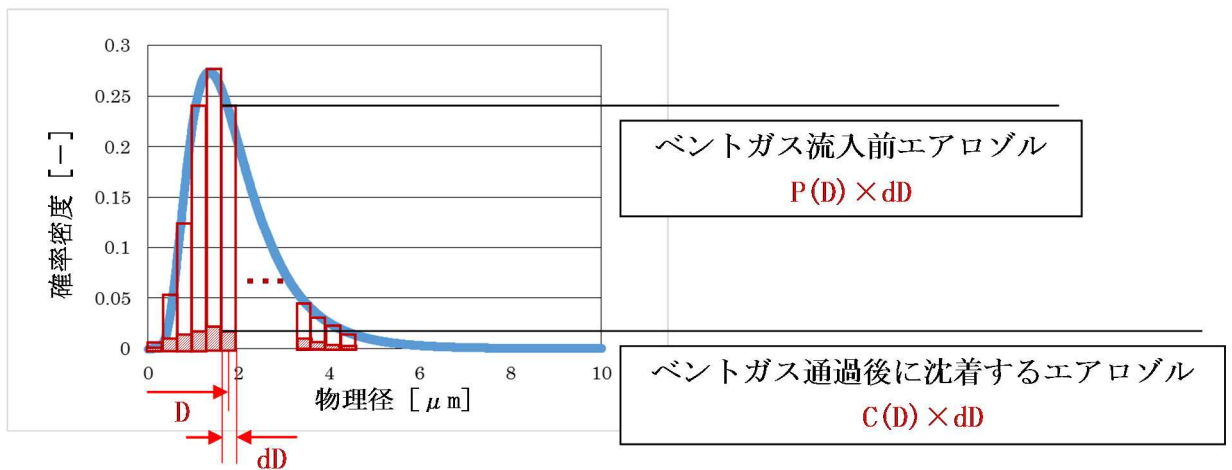 0.3
0.25
0.2
0.15
0.1
0.05
0
確率密度［－］
0
2
4
6
8
10
物理径［μm］
D
dD
ベントガス流入前エアロゾル
P(D)×dD
ベントガス通過後に沈着するエアロゾル
C(D)×dD